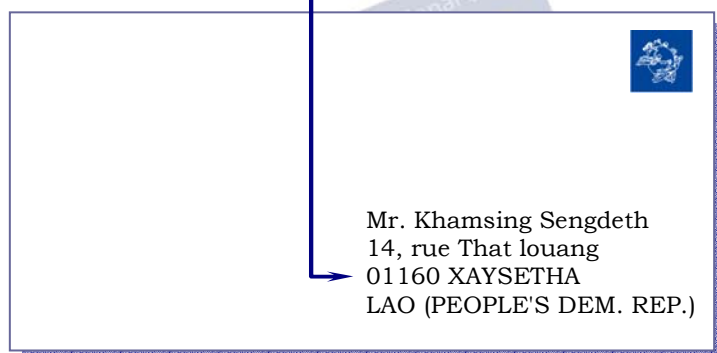 Mr. Khamsing Sengdeth
14, rue That louang
01160 XAYSETHA
LAO (PEOPLE'S DEM. REP.)